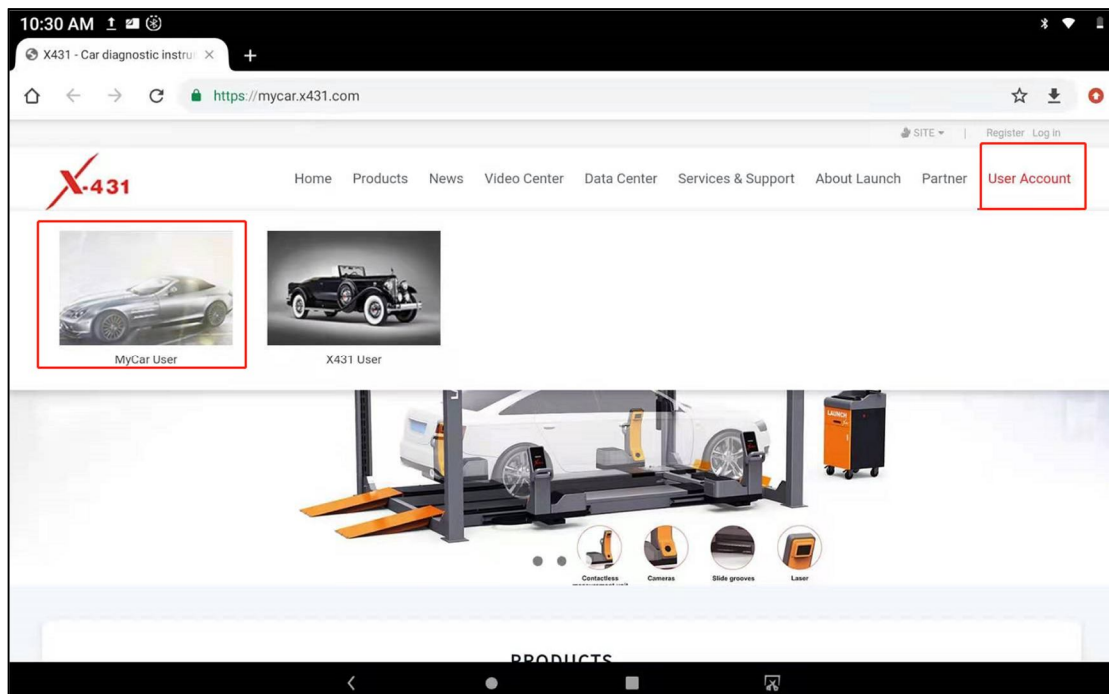 10:30 AM
X431 - Car diagnostic instru
https://mycar.x431.com
SITE | Register Log in
X-431
Home Products News Video Center Data Center Services & Support About Launch Partner User Account
MyCar User X431 User
LAUNCH
Contactless Cameras Slide grooves Laser
measurement unit
PRODUCTS